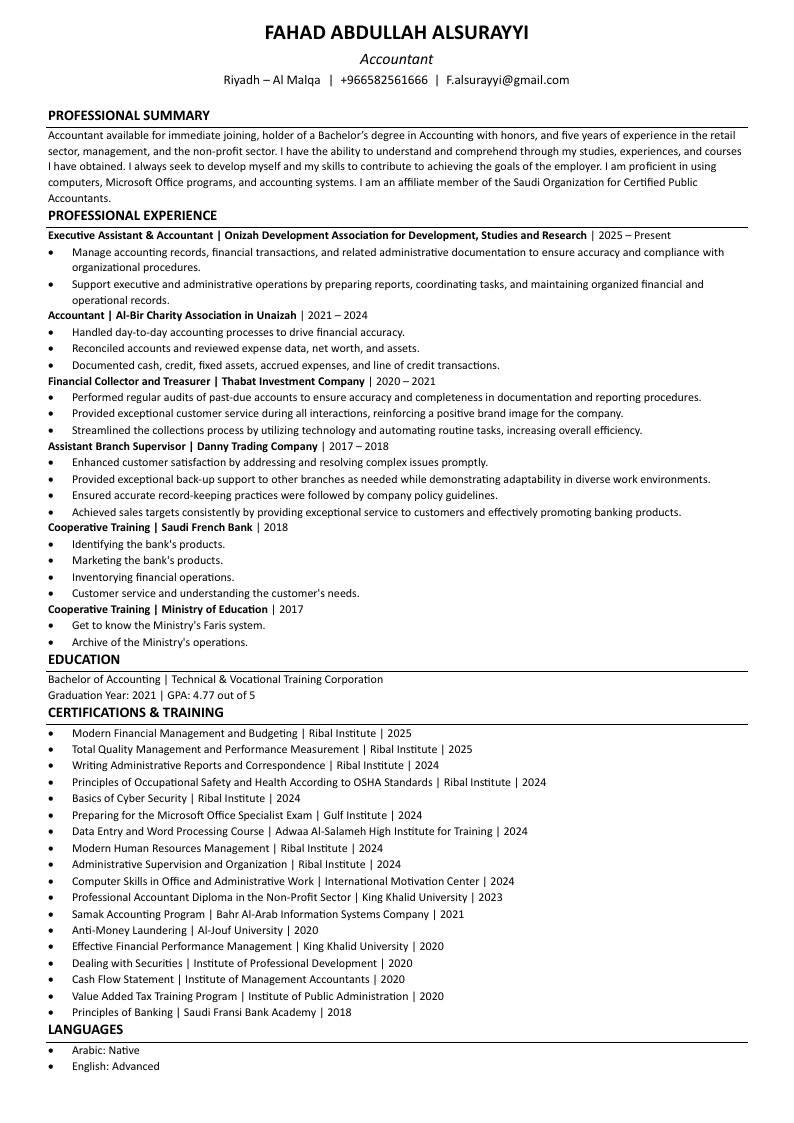 FAHAD ABDULLAH ALSURAYYI
Accountant
Riyadh – Al Malqa | +966582561666 | F.alsurayyi@gmail.com
PROFESSIONAL SUMMARY
Accountant available for immediate joining, holder of a Bachelor's degree in Accounting with honors, and five years of experience in the retail
sector, management, and the non-profit sector. I have the ability to understand and comprehend through my studies, experiences, and courses
I have obtained. I always seek to develop myself and my skills to contribute to achieving the goals of the employer. I am proficient in using
computers, Microsoft Office programs, and accounting systems. I am an affiliate member of the Saudi Organization for Certified Public
Accountants.
PROFESSIONAL EXPERIENCE
Executive Assistant & Accountant | Onizah Development Association for Development, Studies and Research | 2025 – Present
• Manage accounting records, financial transactions, and related administrative documentation to ensure accuracy and compliance with
organizational procedures.
• Support executive and administrative operations by preparing reports, coordinating tasks, and maintaining organized financial and
operational records.
Accountant | Al-Bir Charity Association in Unaizah | 2021 – 2024
• Handled day-to-day accounting processes to drive financial accuracy.
• Reconciled accounts and reviewed expense data, net worth, and assets.
• Documented cash, credit, fixed assets, accrued expenses, and line of credit transactions.
Financial Collector and Treasurer | Thabat Investment Company | 2020 – 2021
• Performed regular audits of past-due accounts to ensure accuracy and completeness in documentation and reporting procedures.
• Provided exceptional customer service during all interactions, reinforcing a positive brand image for the company.
• Streamlined the collections process by utilizing technology and automating routine tasks, increasing overall efficiency.
Assistant Branch Supervisor | Danny Trading Company | 2017 – 2018
• Enhanced customer satisfaction by addressing and resolving complex issues promptly.
• Provided exceptional back-up support to other branches as needed while demonstrating adaptability in diverse work environments.
• Ensured accurate record-keeping practices were followed by company policy guidelines.
• Achieved sales targets consistently by providing exceptional service to customers and effectively promoting banking products.
Cooperative Training | Saudi French Bank | 2018
• Identifying the bank's products.
• Marketing the bank's products.
• Inventorying financial operations.
• Customer service and understanding the customer's needs.
Cooperative Training | Ministry of Education | 2017
• Get to know the Ministry's Faris system.
• Archive of the Ministry's operations.
EDUCATION
Bachelor of Accounting | Technical & Vocational Training Corporation
Graduation Year: 2021 | GPA: 4.77 out of 5
CERTIFICATIONS & TRAINING
• Modern Financial Management and Budgeting | Ribal Institute | 2025
• Total Quality Management and Performance Measurement | Ribal Institute | 2025
• Writing Administrative Reports and Correspondence | Ribal Institute | 2024
• Principles of Occupational Safety and Health According to OSHA Standards | Ribal Institute | 2024
• Basics of Cyber Security | Ribal Institute | 2024
• Preparing for the Microsoft Office Specialist Exam | Gulf Institute | 2024
• Data Entry and Word Processing Course | Adwaa Al-Salameh High Institute for Training | 2024
• Modern Human Resources Management | Ribal Institute | 2024
• Administrative Supervision and Organization | Ribal Institute | 2024
• Computer Skills in Office and Administrative Work | International Motivation Center | 2024
• Professional Accountant Diploma in the Non-Profit Sector | King Khalid University | 2023
• Samak Accounting Program | Bahr Al-Arab Information Systems Company | 2021
• Anti-Money Laundering | Al-Jouf University | 2020
• Effective Financial Performance Management | King Khalid University | 2020
• Dealing with Securities | Institute of Professional Development | 2020
• Cash Flow Statement | Institute of Management Accountants | 2020
• Value Added Tax Training Program | Institute of Public Administration | 2020
• Principles of Banking | Saudi Fransi Bank Academy | 2018
LANGUAGES
• Arabic: Native
• English: Advanced